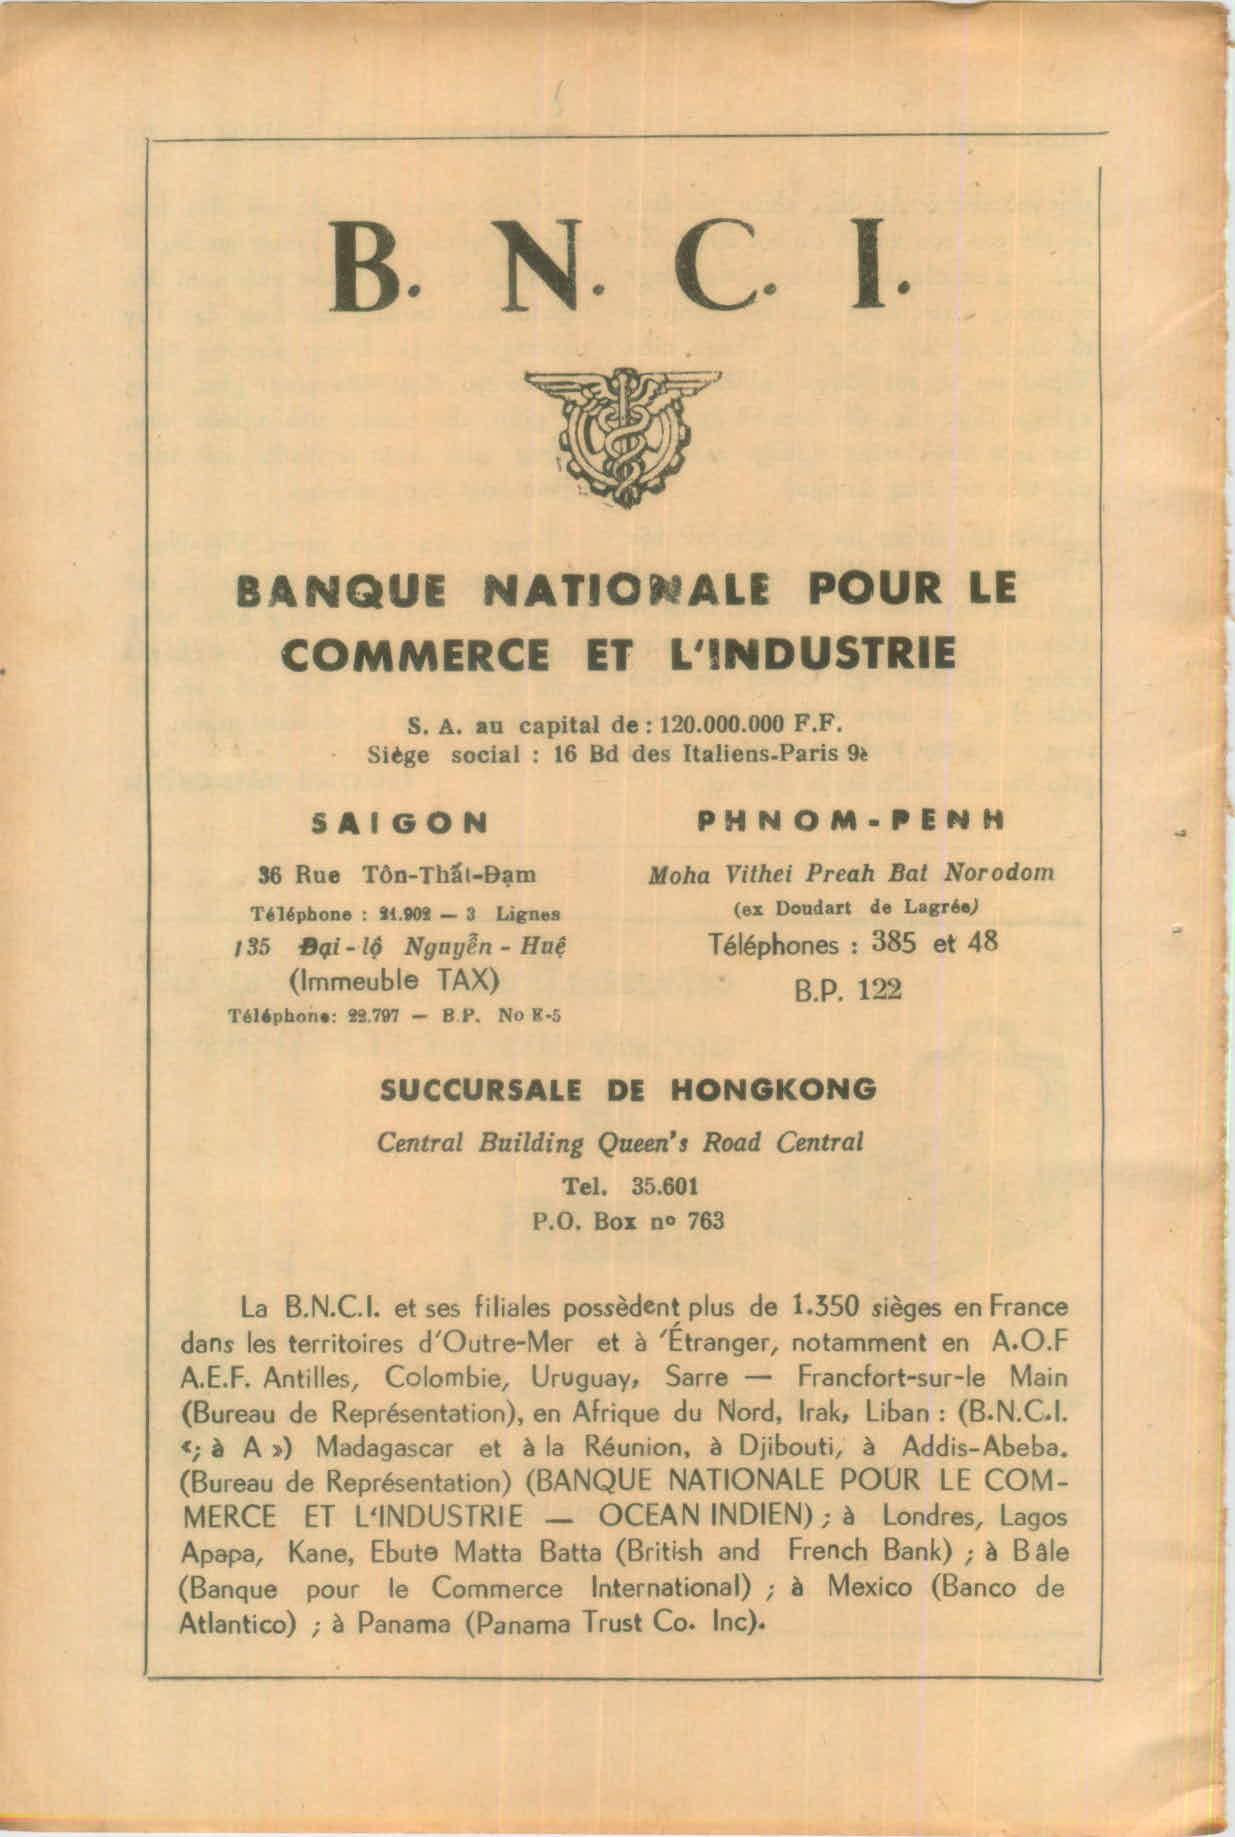 B. N. C. I.
BANQUE NATIONALE POUR LE
COMMERCE ET L'INDUSTRIE
S. A. au capital de : 120.000.000 F.F.
Siège social : 16 Bd des Italiens-Paris 9è
SAIGON
36 Rue Tôn-Thất-Đạm
Téléphone : 21.902 — 3 Lignes
135 Đại-lộ Nguyễn-Huệ
(Immeuble TAX)
Téléphone: 22.797 — B.P. No K-5
PHNOM-PENH
Moha Vithei Preah Bat Norodom
(ex Doudart de Lagrée)
Téléphones : 385 et 48
B.P. 122
SUCCURSALE DE HONGKONG
Central Building Queen's Road Central
Tel. 35.601
P.O. Box nº 763
La B.N.C.I. et ses filiales possèdent plus de 1.350 sièges en France
dans les territoires d'Outre-Mer et à 'Étranger, notamment en A.O.F
A.E.F. Antilles, Colombie, Uruguay, Sarre — Francfort-sur-le Main
(Bureau de Représentation), en Afrique du Nord, Irak, Liban : (B.N.C.I.
«; à A ») Madagascar et à la Réunion, à Djibouti, à Addis-Abeba.
(Bureau de Représentation) (BANQUE NATIONALE POUR LE COM-
MERCE ET L'INDUSTRIE — OCEAN INDIEN) ; à Londres, Lagos
Apapa, Kane, Ebute Matta Batta (British and French Bank) ; à Bâle
(Banque pour le Commerce International) ; à Mexico (Banco de
Atlantico) ; à Panama (Panama Trust Co. Inc).